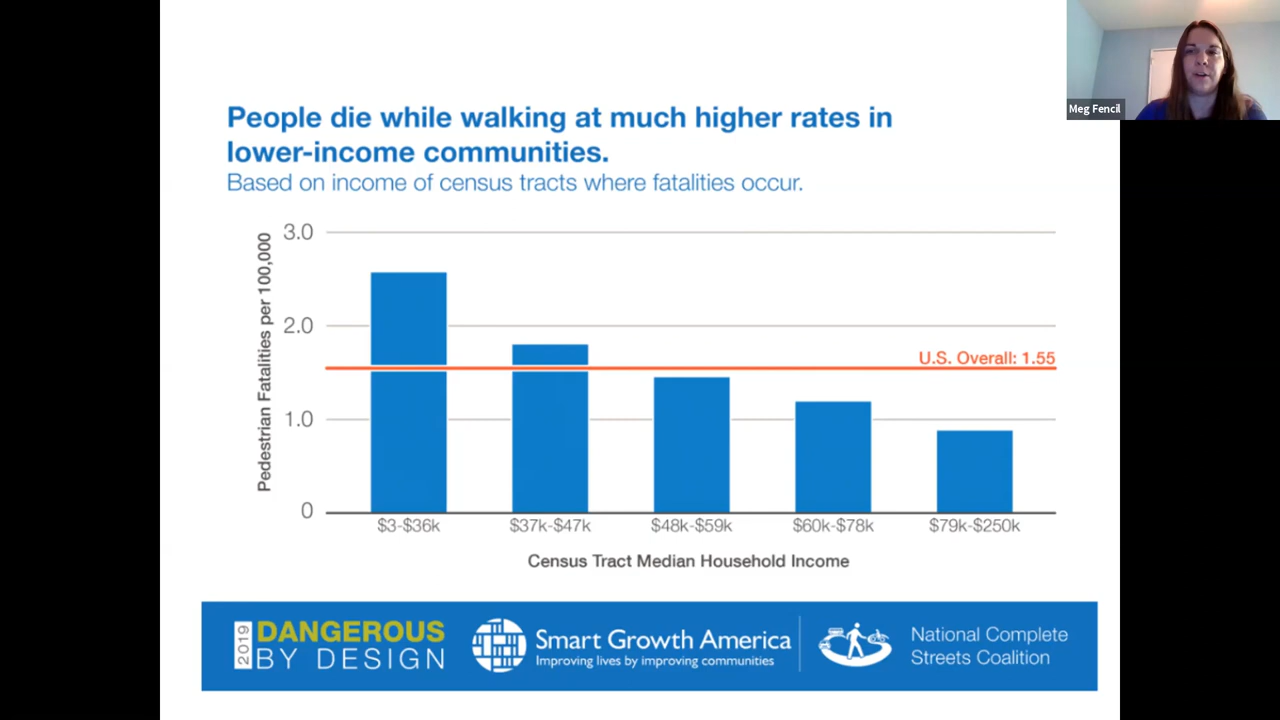 Meg Fencil
People die while walking at much higher rates in
lower-income communities.
Based on income of census tracts where fatalities occur.
Pedestrian Fatalities per 100,000
3.0
2.0
U.S. Overall: 1.55
1.0
0
$3-$36k $37k-$47k $48k-$59k $60k-$78k $79k-$250k
Census Tract Median Household Income
2019
DANGEROUS
BY DESIGN
Smart Growth America
Improving lives by improving communities
National Complete
Streets Coalition